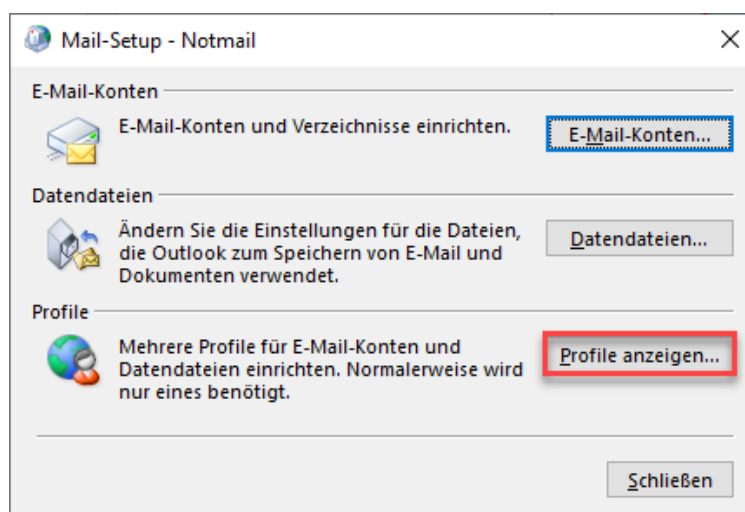 Mail-Setup - Notmail
E-Mail-Konten
E-Mail-Konten und Verzeichnisse einrichten.
E-Mail-Konten...
Datendateien
Ändern Sie die Einstellungen für die Dateien,
die Outlook zum Speichern von E-Mail und
Dokumenten verwendet.
Datendateien...
Profile
Mehrere Profile für E-Mail-Konten und
Datendateien einrichten. Normalerweise wird
nur eines benötigt.
Profile anzeigen...
Schließen